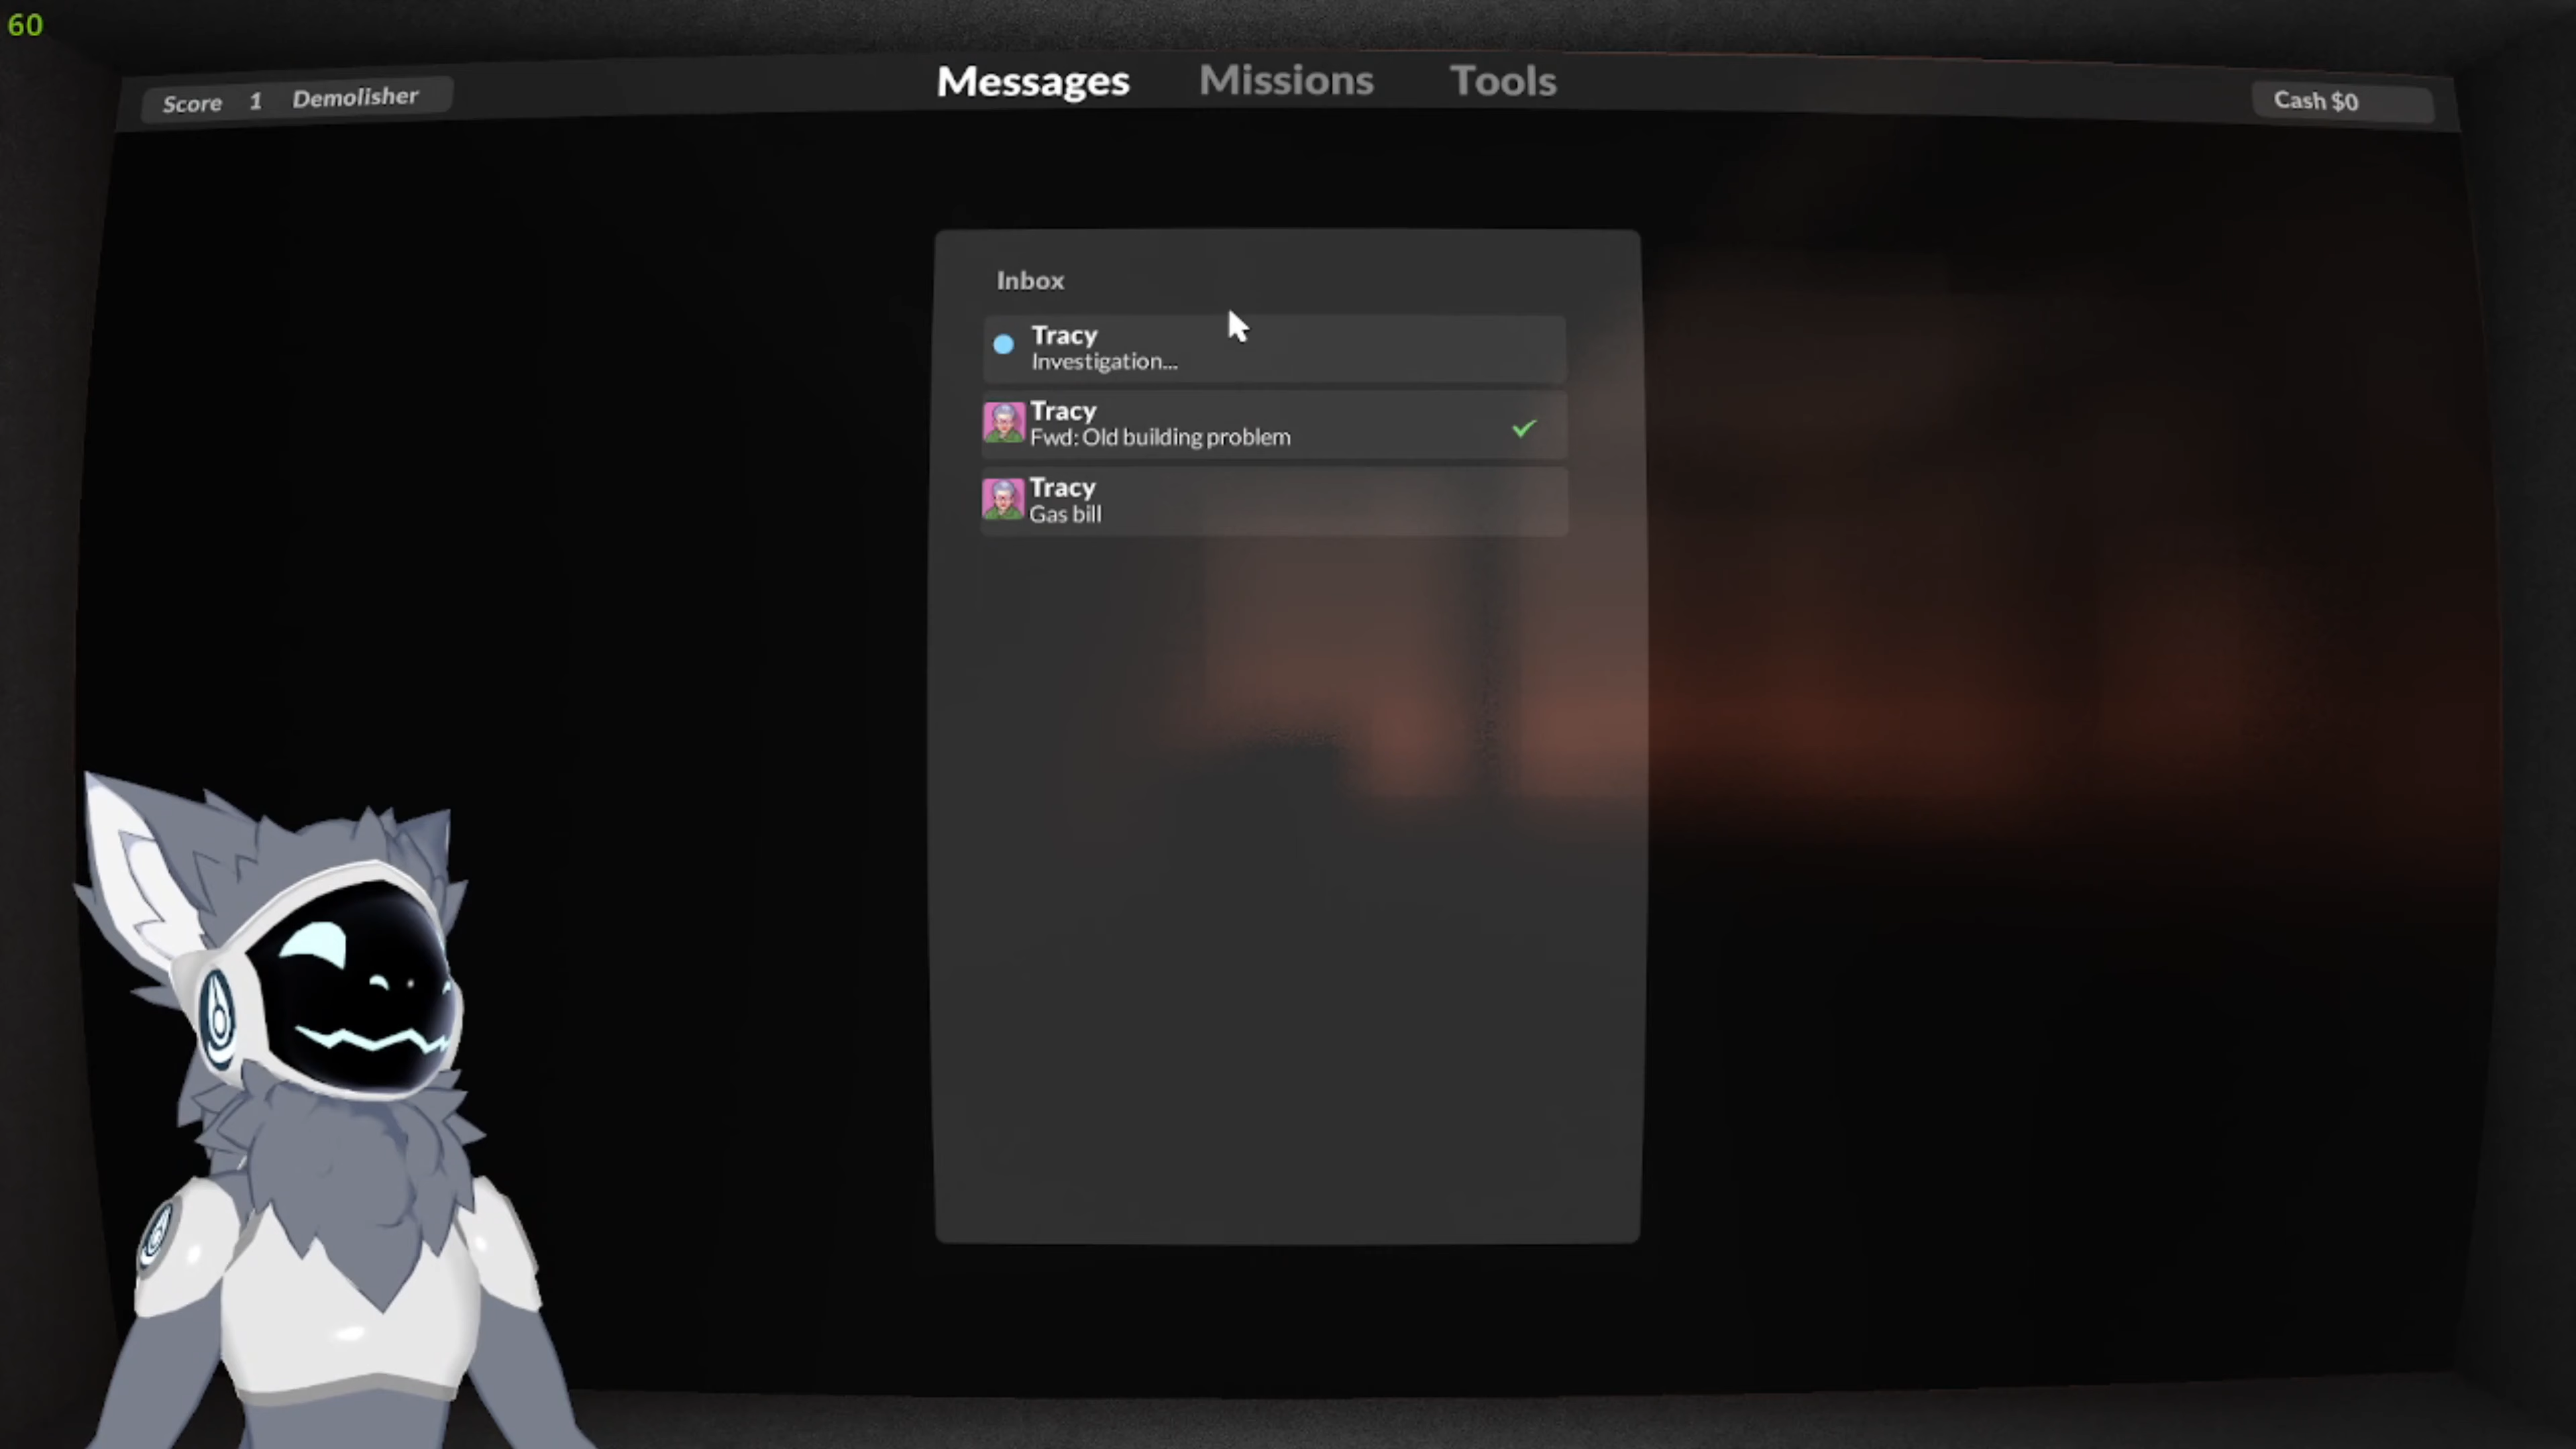 60
Score 1 Demolisher
Messages Missions Tools
Cash $0
Inbox
Tracy
Investigation...
Tracy
Fwd: Old building problem
Tracy
Gas bill